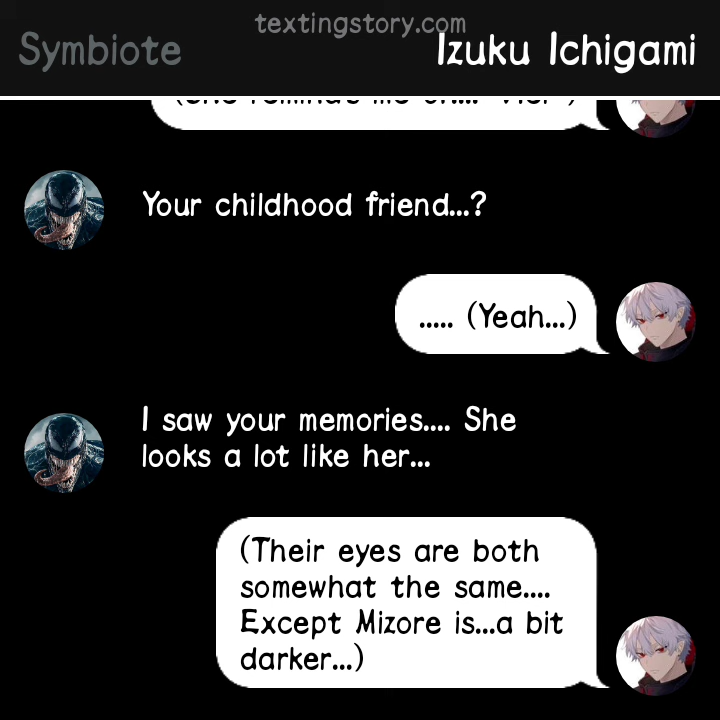 textingstory.com
Symbiote
Izuku Ichigami
Your childhood friend...?
..... (Yeah...)
I saw your memories.... She
looks a lot like her...
(Their eyes are both
somewhat the same....
Except Mizore is...a bit
darker...)